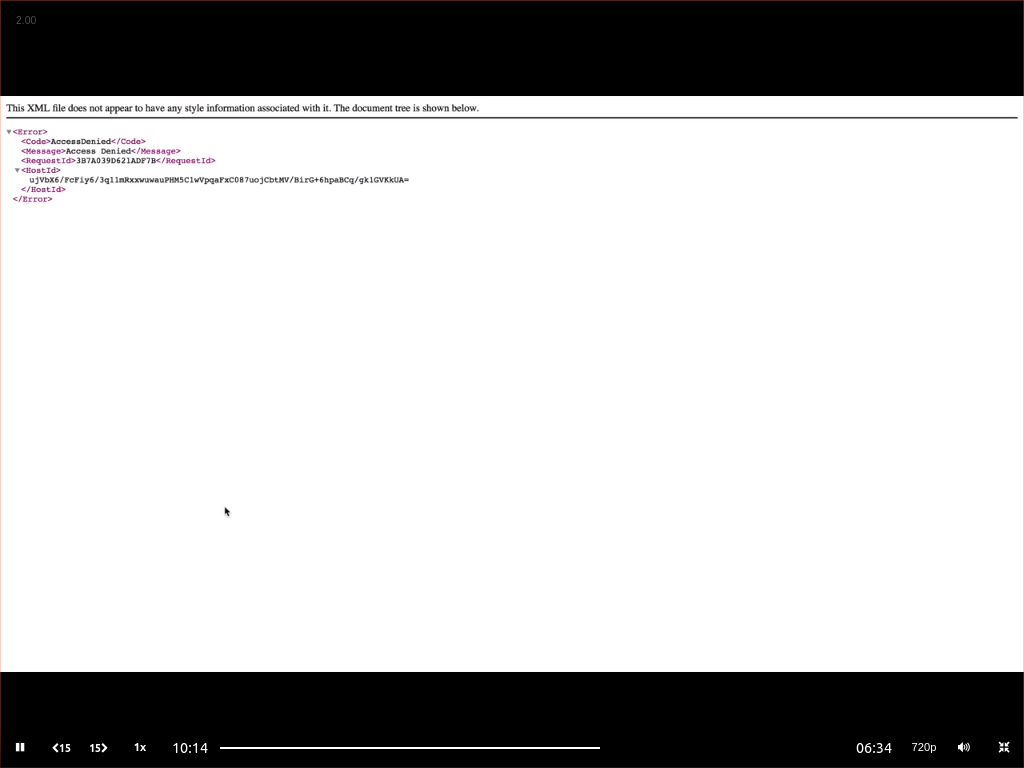 2.00
This XML file does not appear to have any style information associated with it. The document tree is shown below.
<Error>
<Code>AccessDenied</Code>
<Message>Access Denied</Message>
<RequestId>3B7A039D621ADF7B</RequestId>
<HostId>
ujVbX6/FcFiy6/3q11mRxxwuwauPHM5C1wVpqaFxC087uojCbtMV/BirG+6hpaBCq/gk1GVKkUA=
</HostId>
</Error>
15 15 1x 10:14 06:34 720p